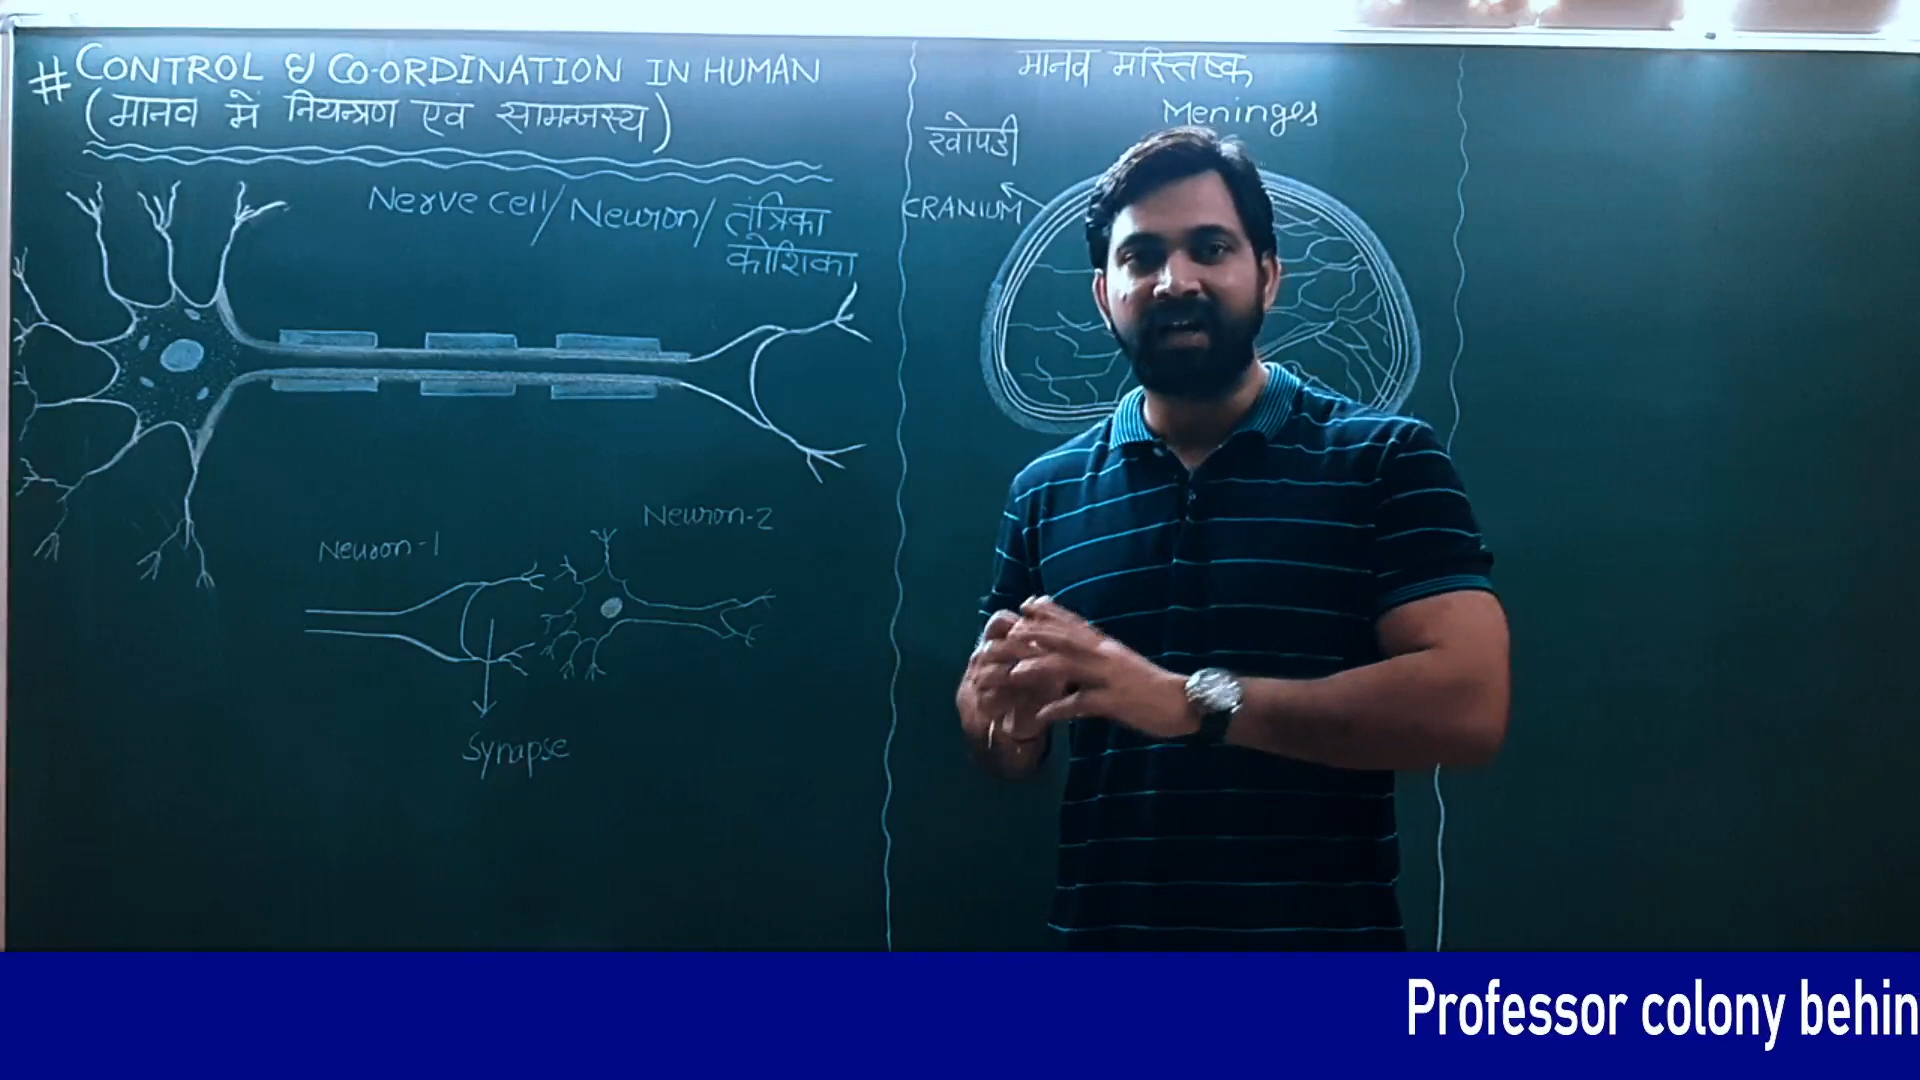 # CONTROL & CO-ORDINATION IN HUMAN
(मानव में नियन्त्रण एवं सामन्जस्य)
Nerve cell/Neuron/तंत्रिका
कोशिका
Neuron-1
Neuron-2
Synapse
मानव मस्तिष्क
Meninges
खोपडी
CRANIUM
Professor colony behin